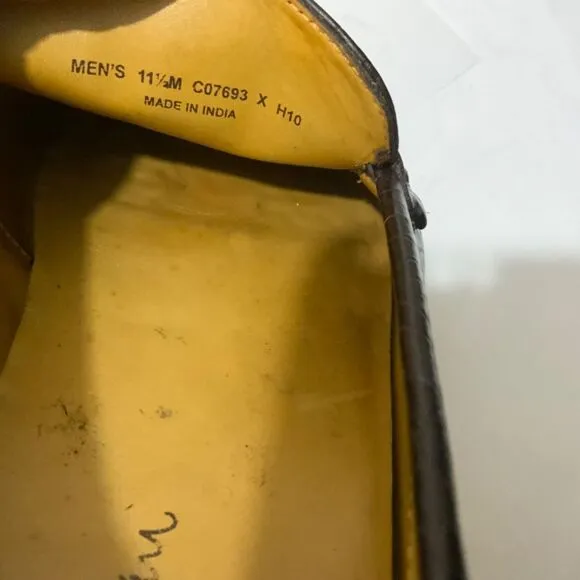 MEN'S 11½M C07693 X H10
MADE IN INDIA